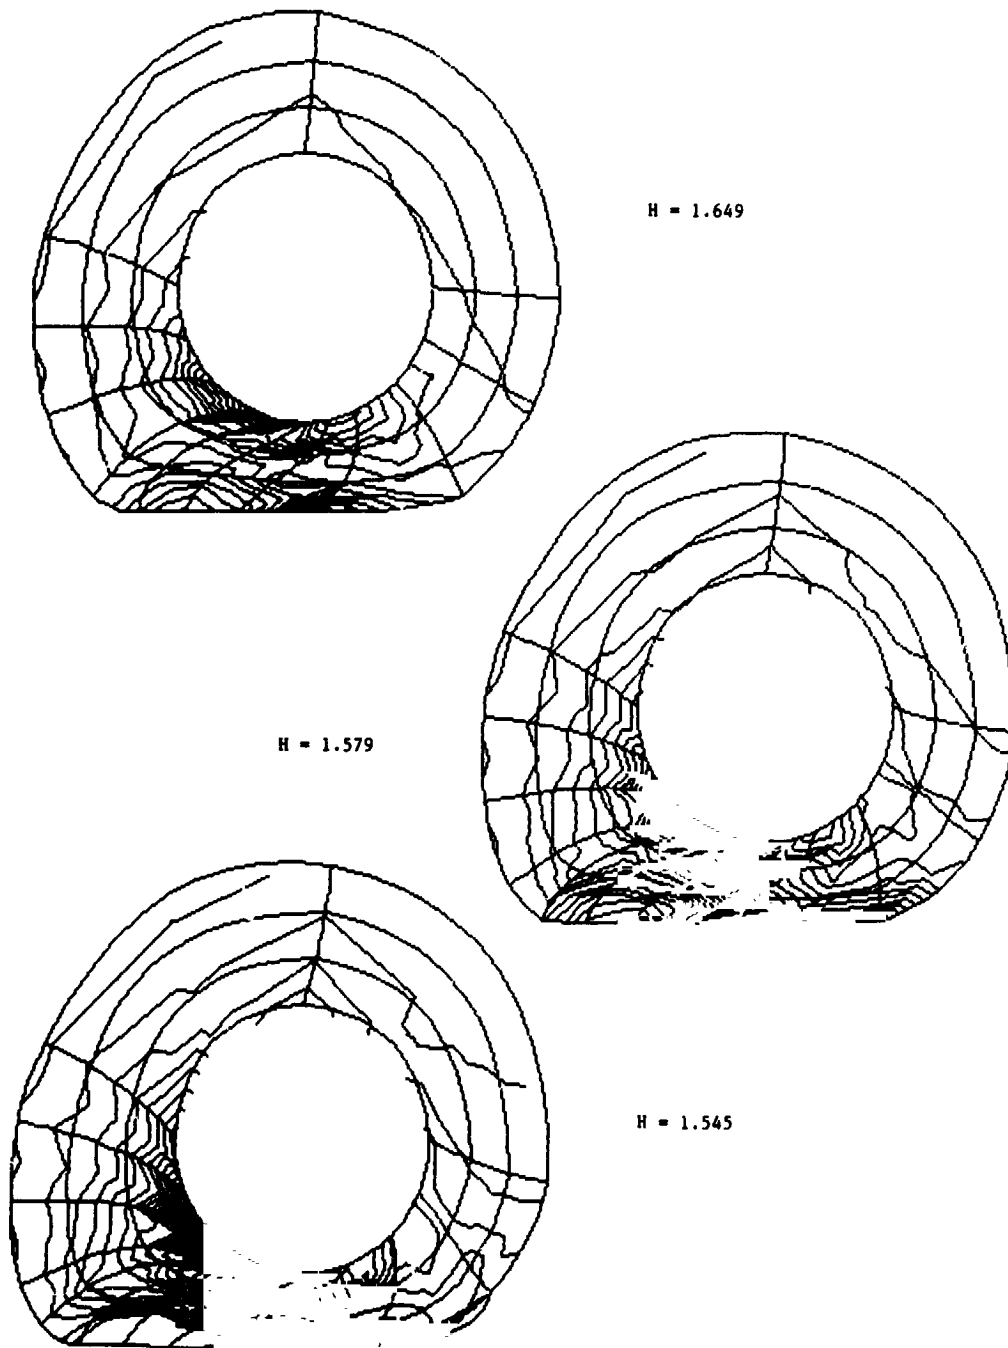 H = 1.649
H = 1.579
H = 1.545